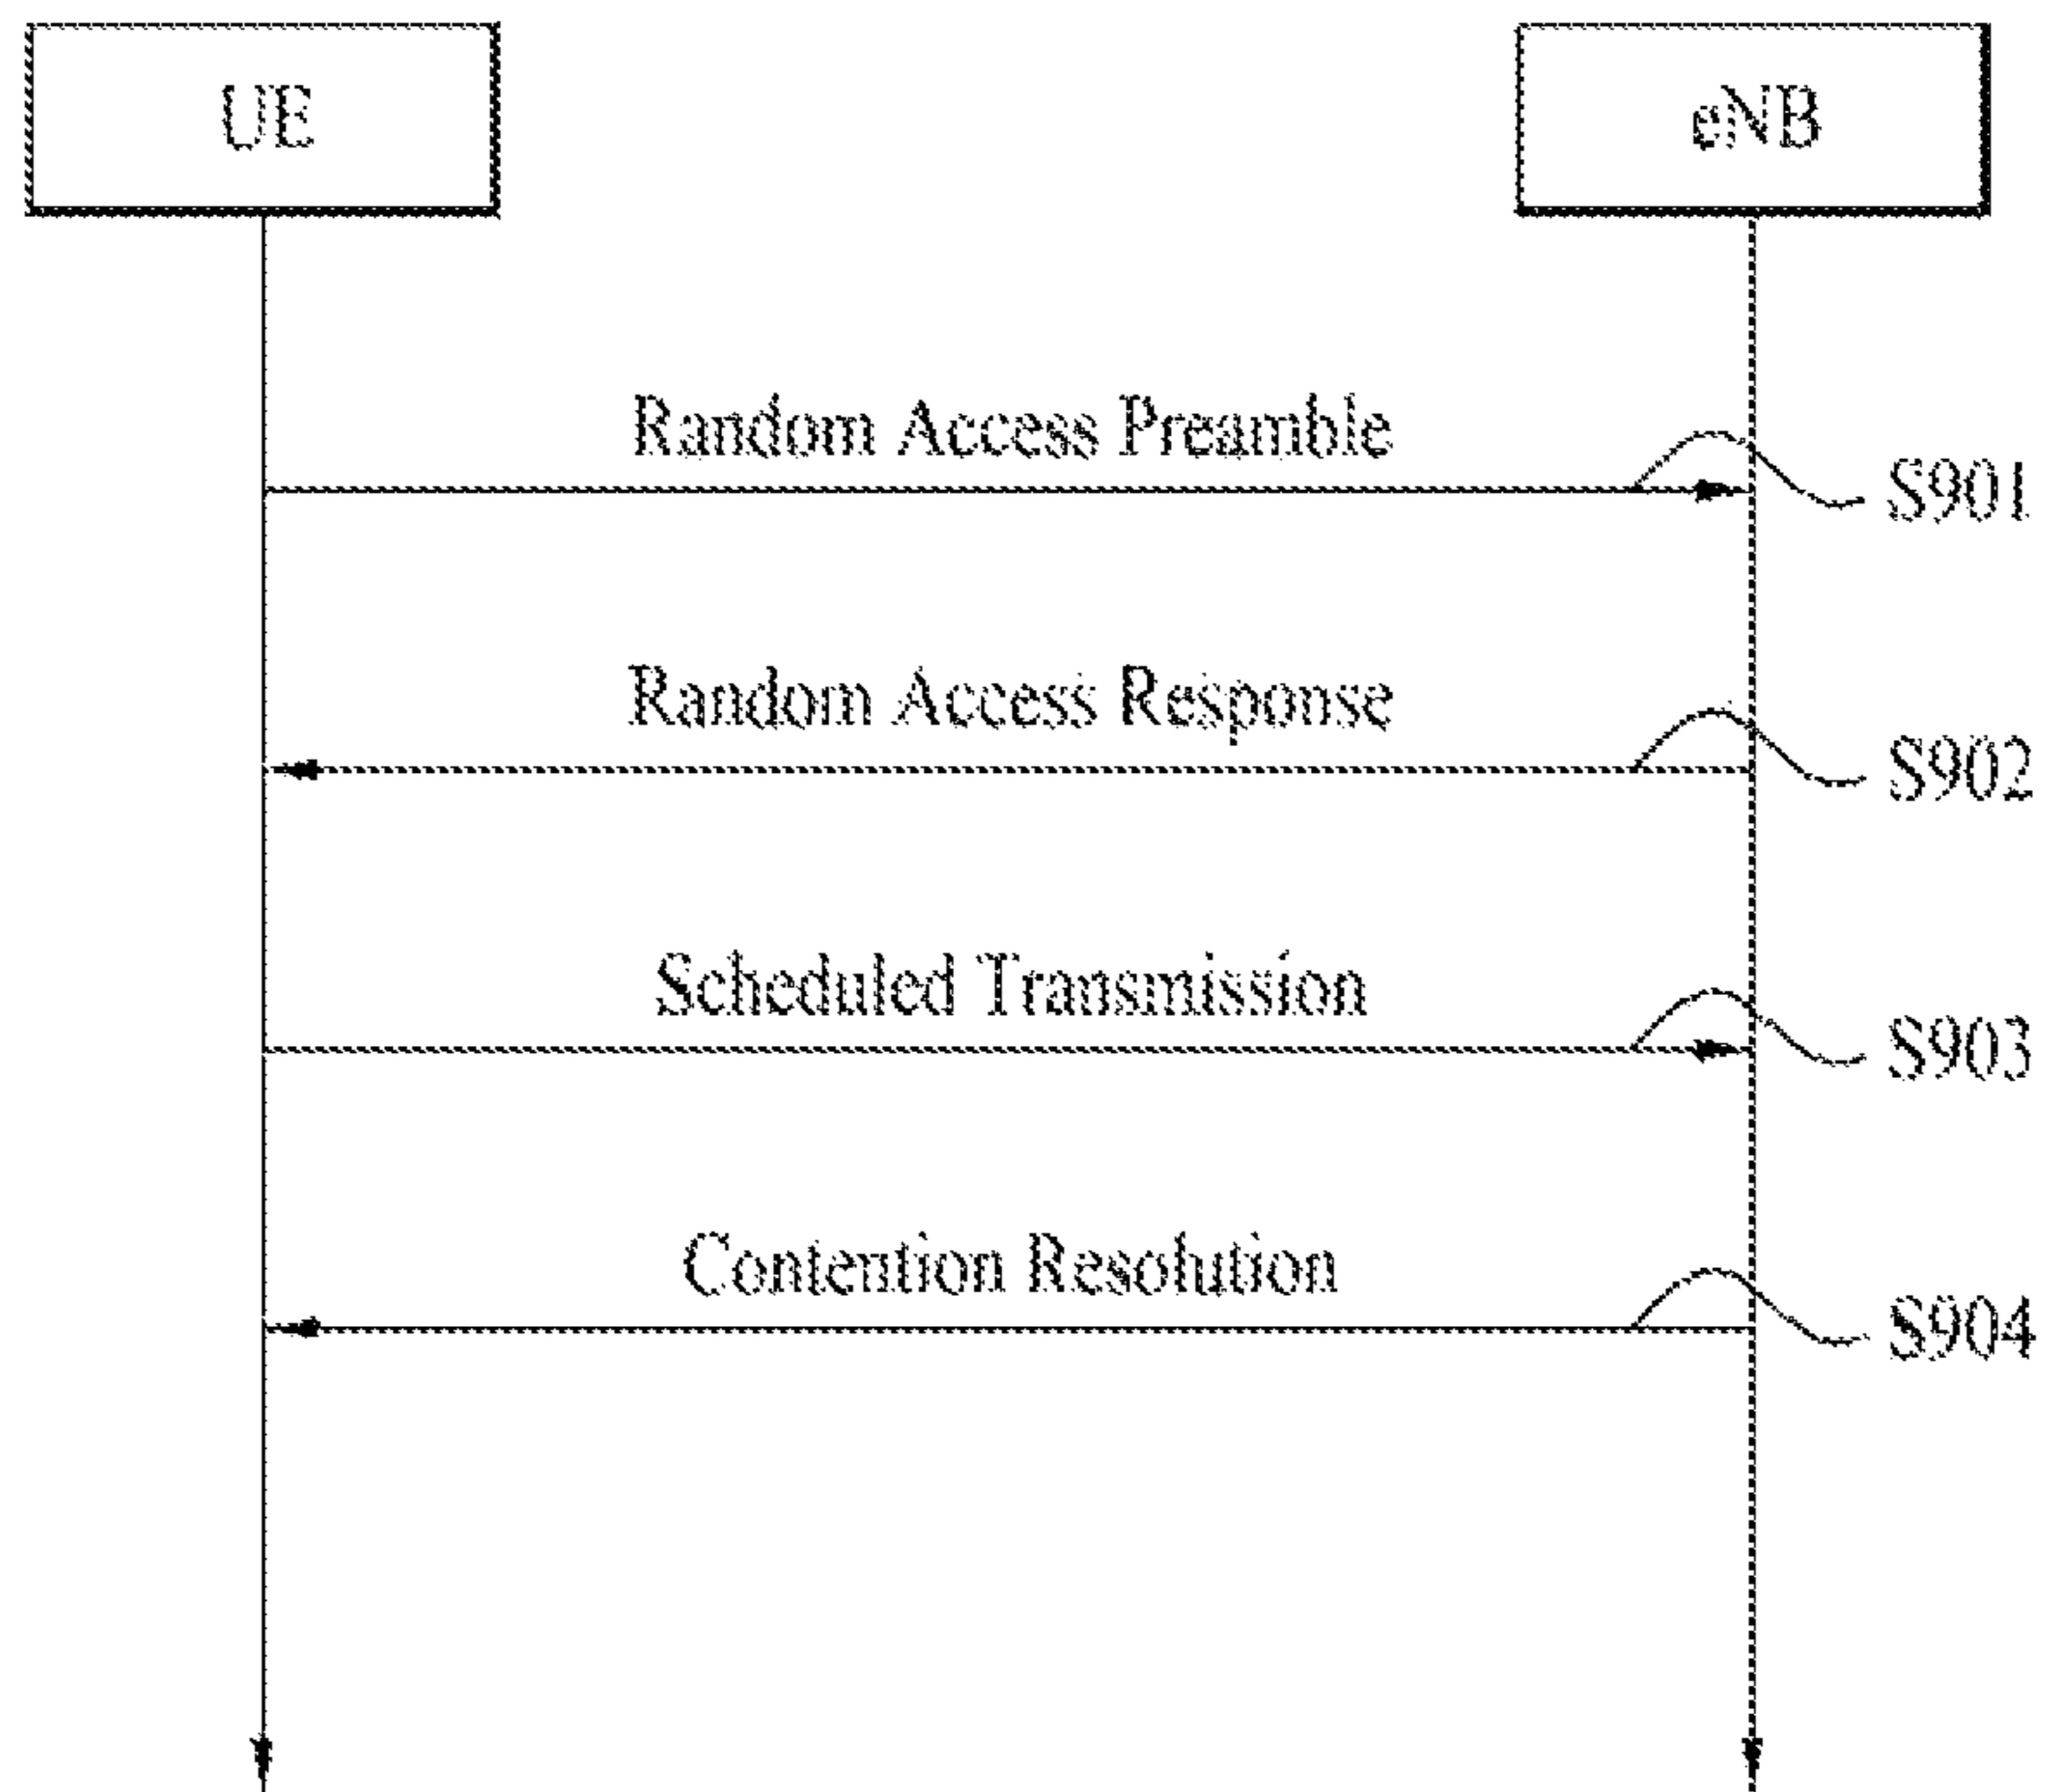 UE
eNB
Random Access Preamble
S901
Random Access Response
S902
Scheduled Transmission
S903
Contention Resolution
S904